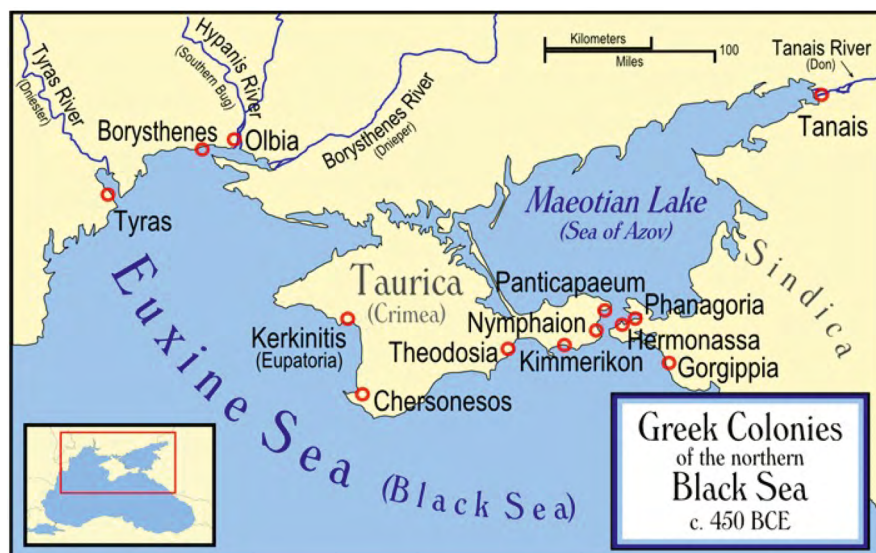 Tyras River
(Dniester)
Hypanis River
(Southern Bug)
Borysthenes River
(Dnieper)
Kilometers
100
Miles
Tanais River
(Don)
Tanais
Borysthenes
Olbia
Tyras
Maeotian Lake
(Sea of Azov)
Sindica
Taurica
(Crimea)
Panticapaeum
Phanagoria
Nymphaion
Hermonassa
Kerkinitis
(Eupatoria)
Theodosia
Kimmerikon
Gorgippia
Chersonesos
Euxine Sea
(Black Sea)
Greek Colonies
of the northern
Black Sea
c. 450 BCE